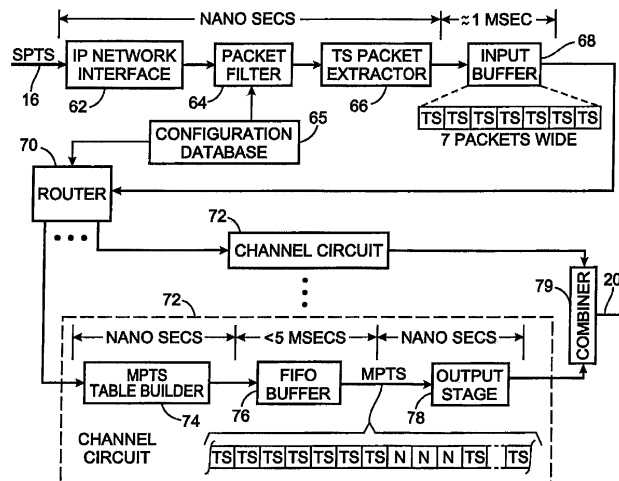 NANO SECS
≈1 MSEC
SPTS
16
IP NETWORK
INTERFACE
62
PACKET
FILTER
64
TS PACKET
EXTRACTOR
66
INPUT
BUFFER
68
TS TS TS TS TS TS TS
7 PACKETS WIDE
CONFIGURATION
DATABASE
65
70
ROUTER
72
CHANNEL CIRCUIT
79
COMBINER
20
72
NANO SECS
<5 MSECS
NANO SECS
MPTS
TABLE BUILDER
74
FIFO
BUFFER
76
MPTS
OUTPUT
STAGE
78
CHANNEL
CIRCUIT
TS TS TS TS TS TS TS N N N TS TS